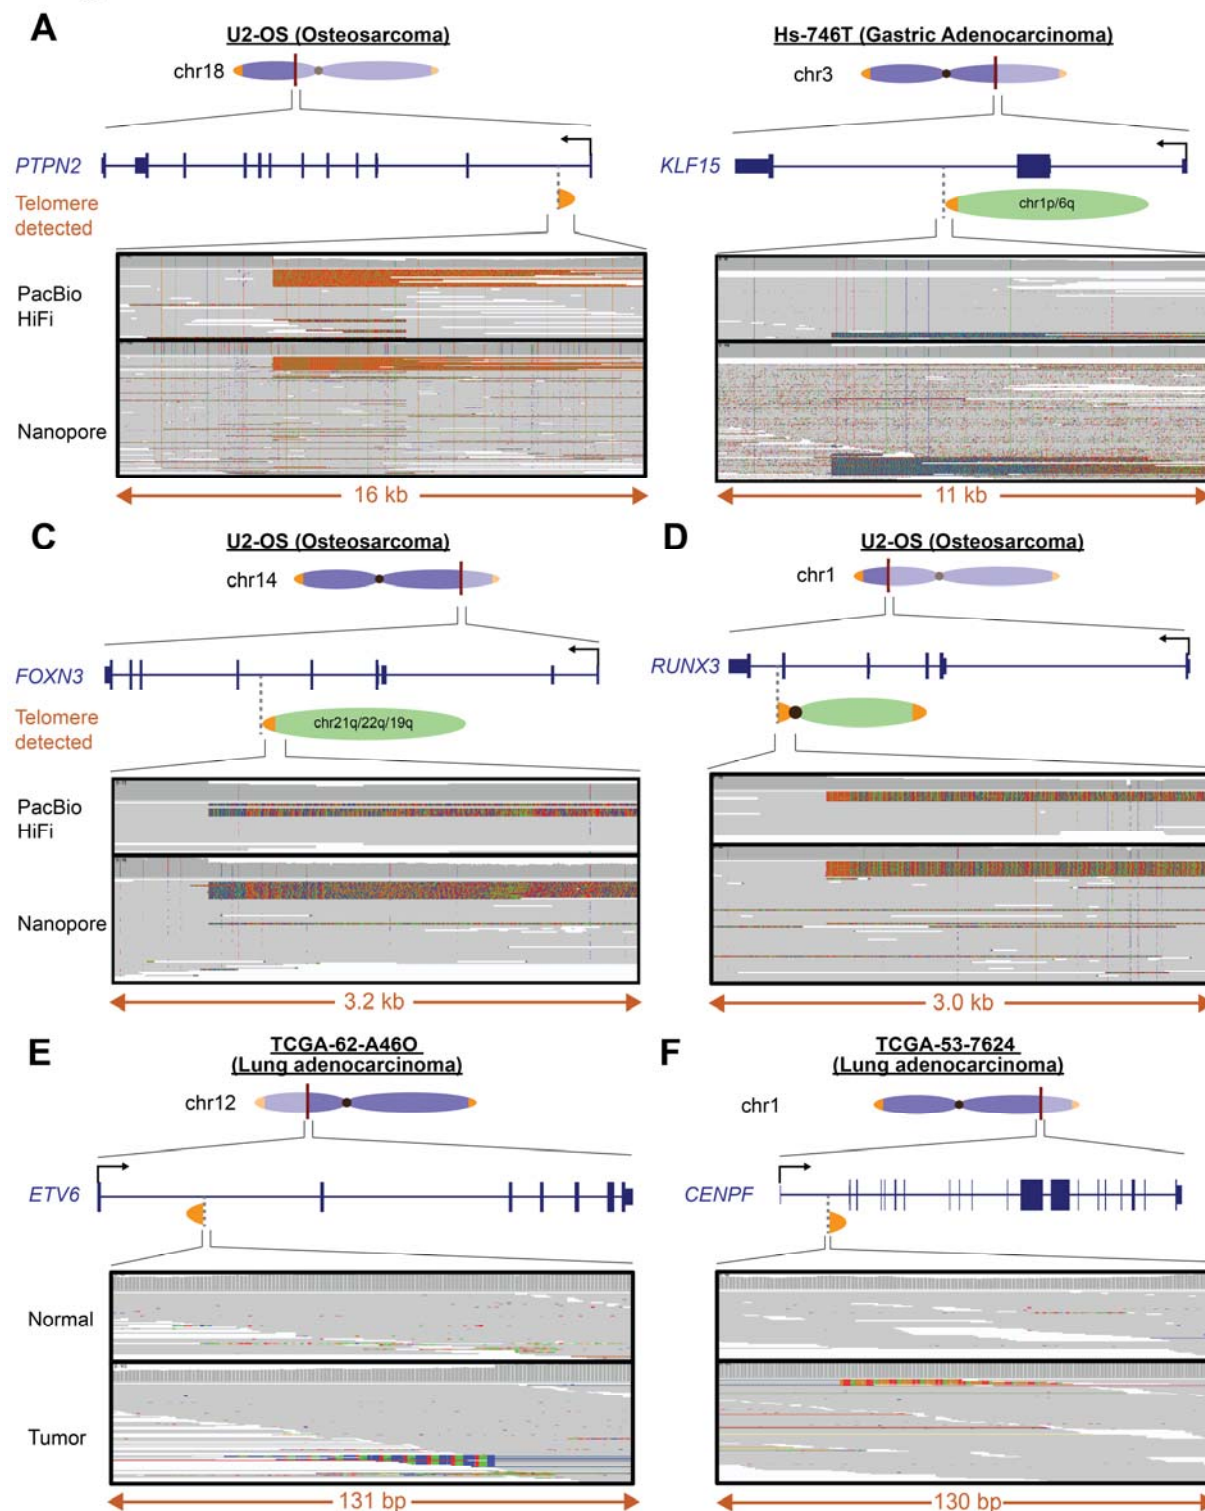 A
U2-OS (Osteosarcoma)
chr18
PTPN2
Telomere
detected
PacBio
HiFi
Nanopore
16 kb
Hs-746T (Gastric Adenocarcinoma)
chr3
KLF15
chr1p/6q
11 kb
C
U2-OS (Osteosarcoma)
chr14
FOXN3
Telomere
detected
chr21q/22q/19q
PacBio
HiFi
Nanopore
3.2 kb
D
U2-OS (Osteosarcoma)
chr1
RUNX3
3.0 kb
E
TCGA-62-A46O
(Lung adenocarcinoma)
chr12
ETV6
Normal
Tumor
131 bp
F
TCGA-53-7624
(Lung adenocarcinoma)
chr1
CENPF
130 bp